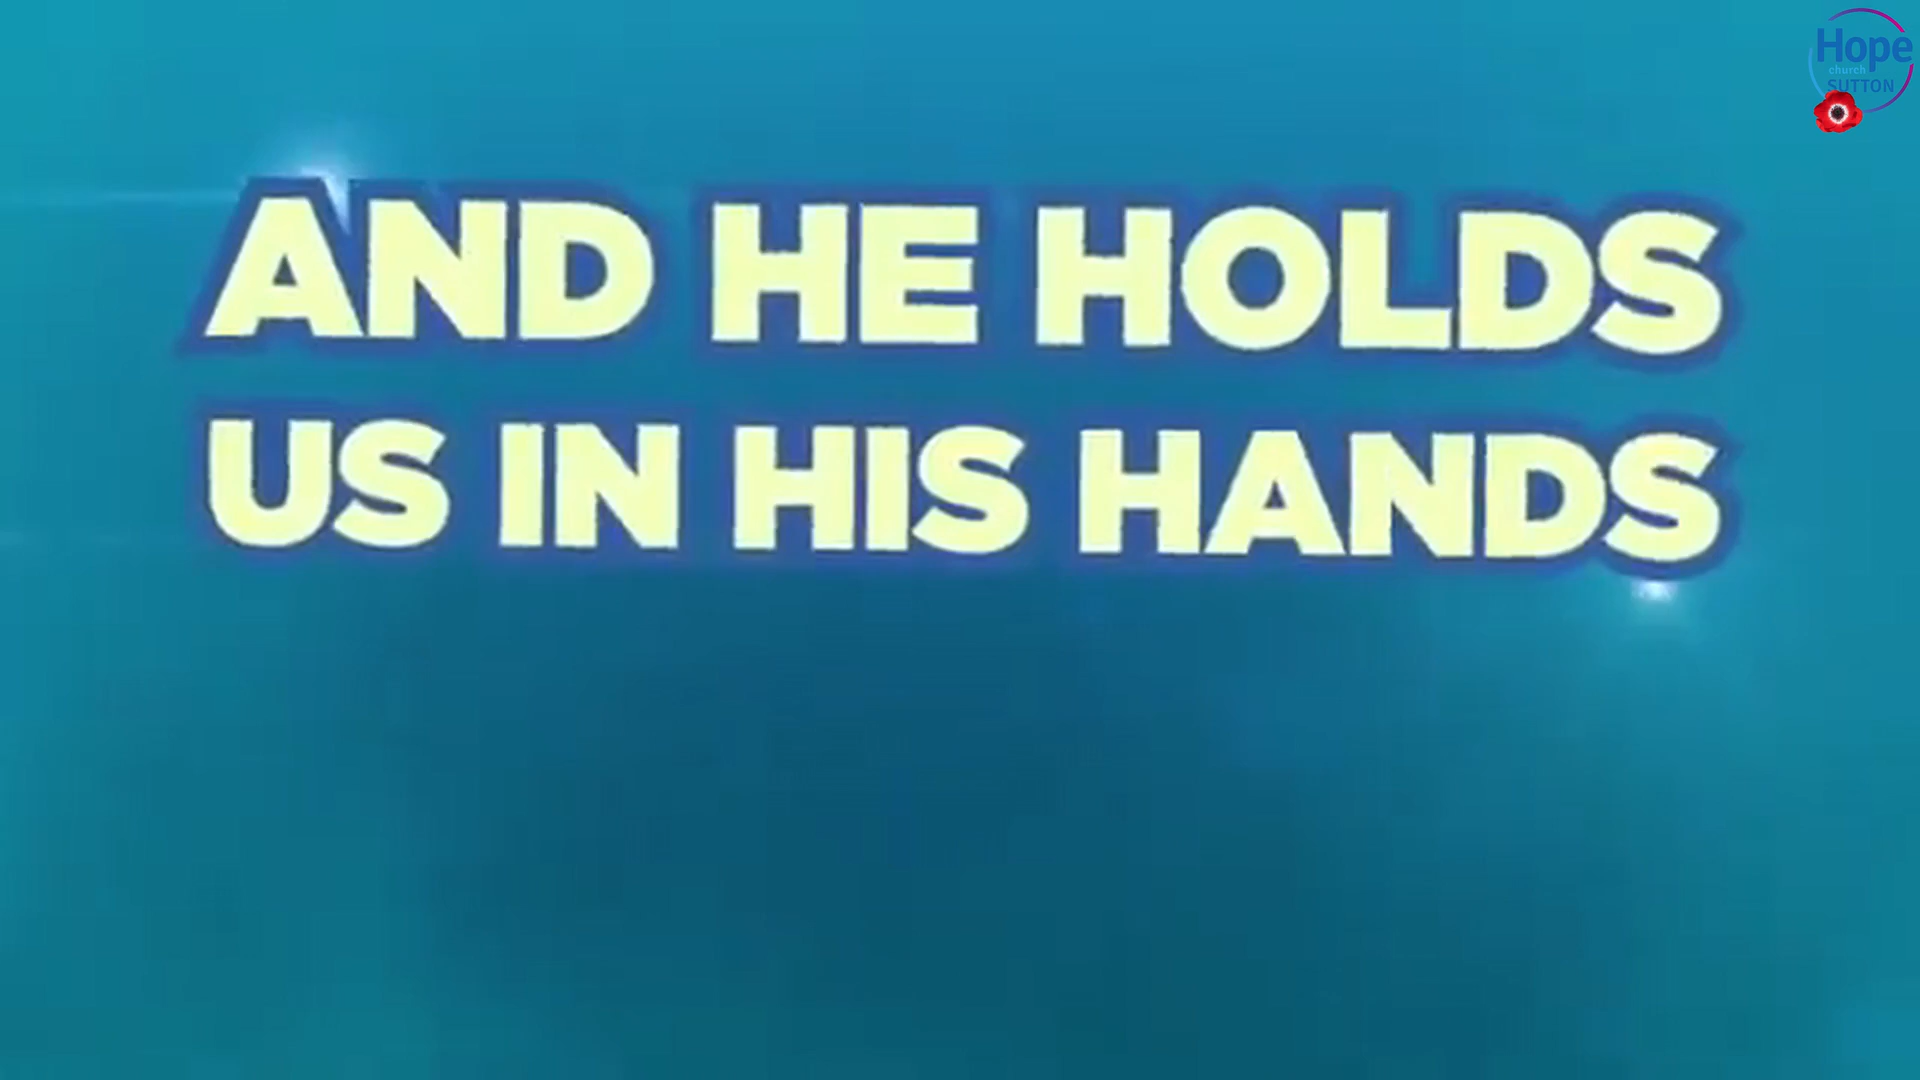 Hope
church
SUTTON
AND HE HOLDS
US IN HIS HANDS